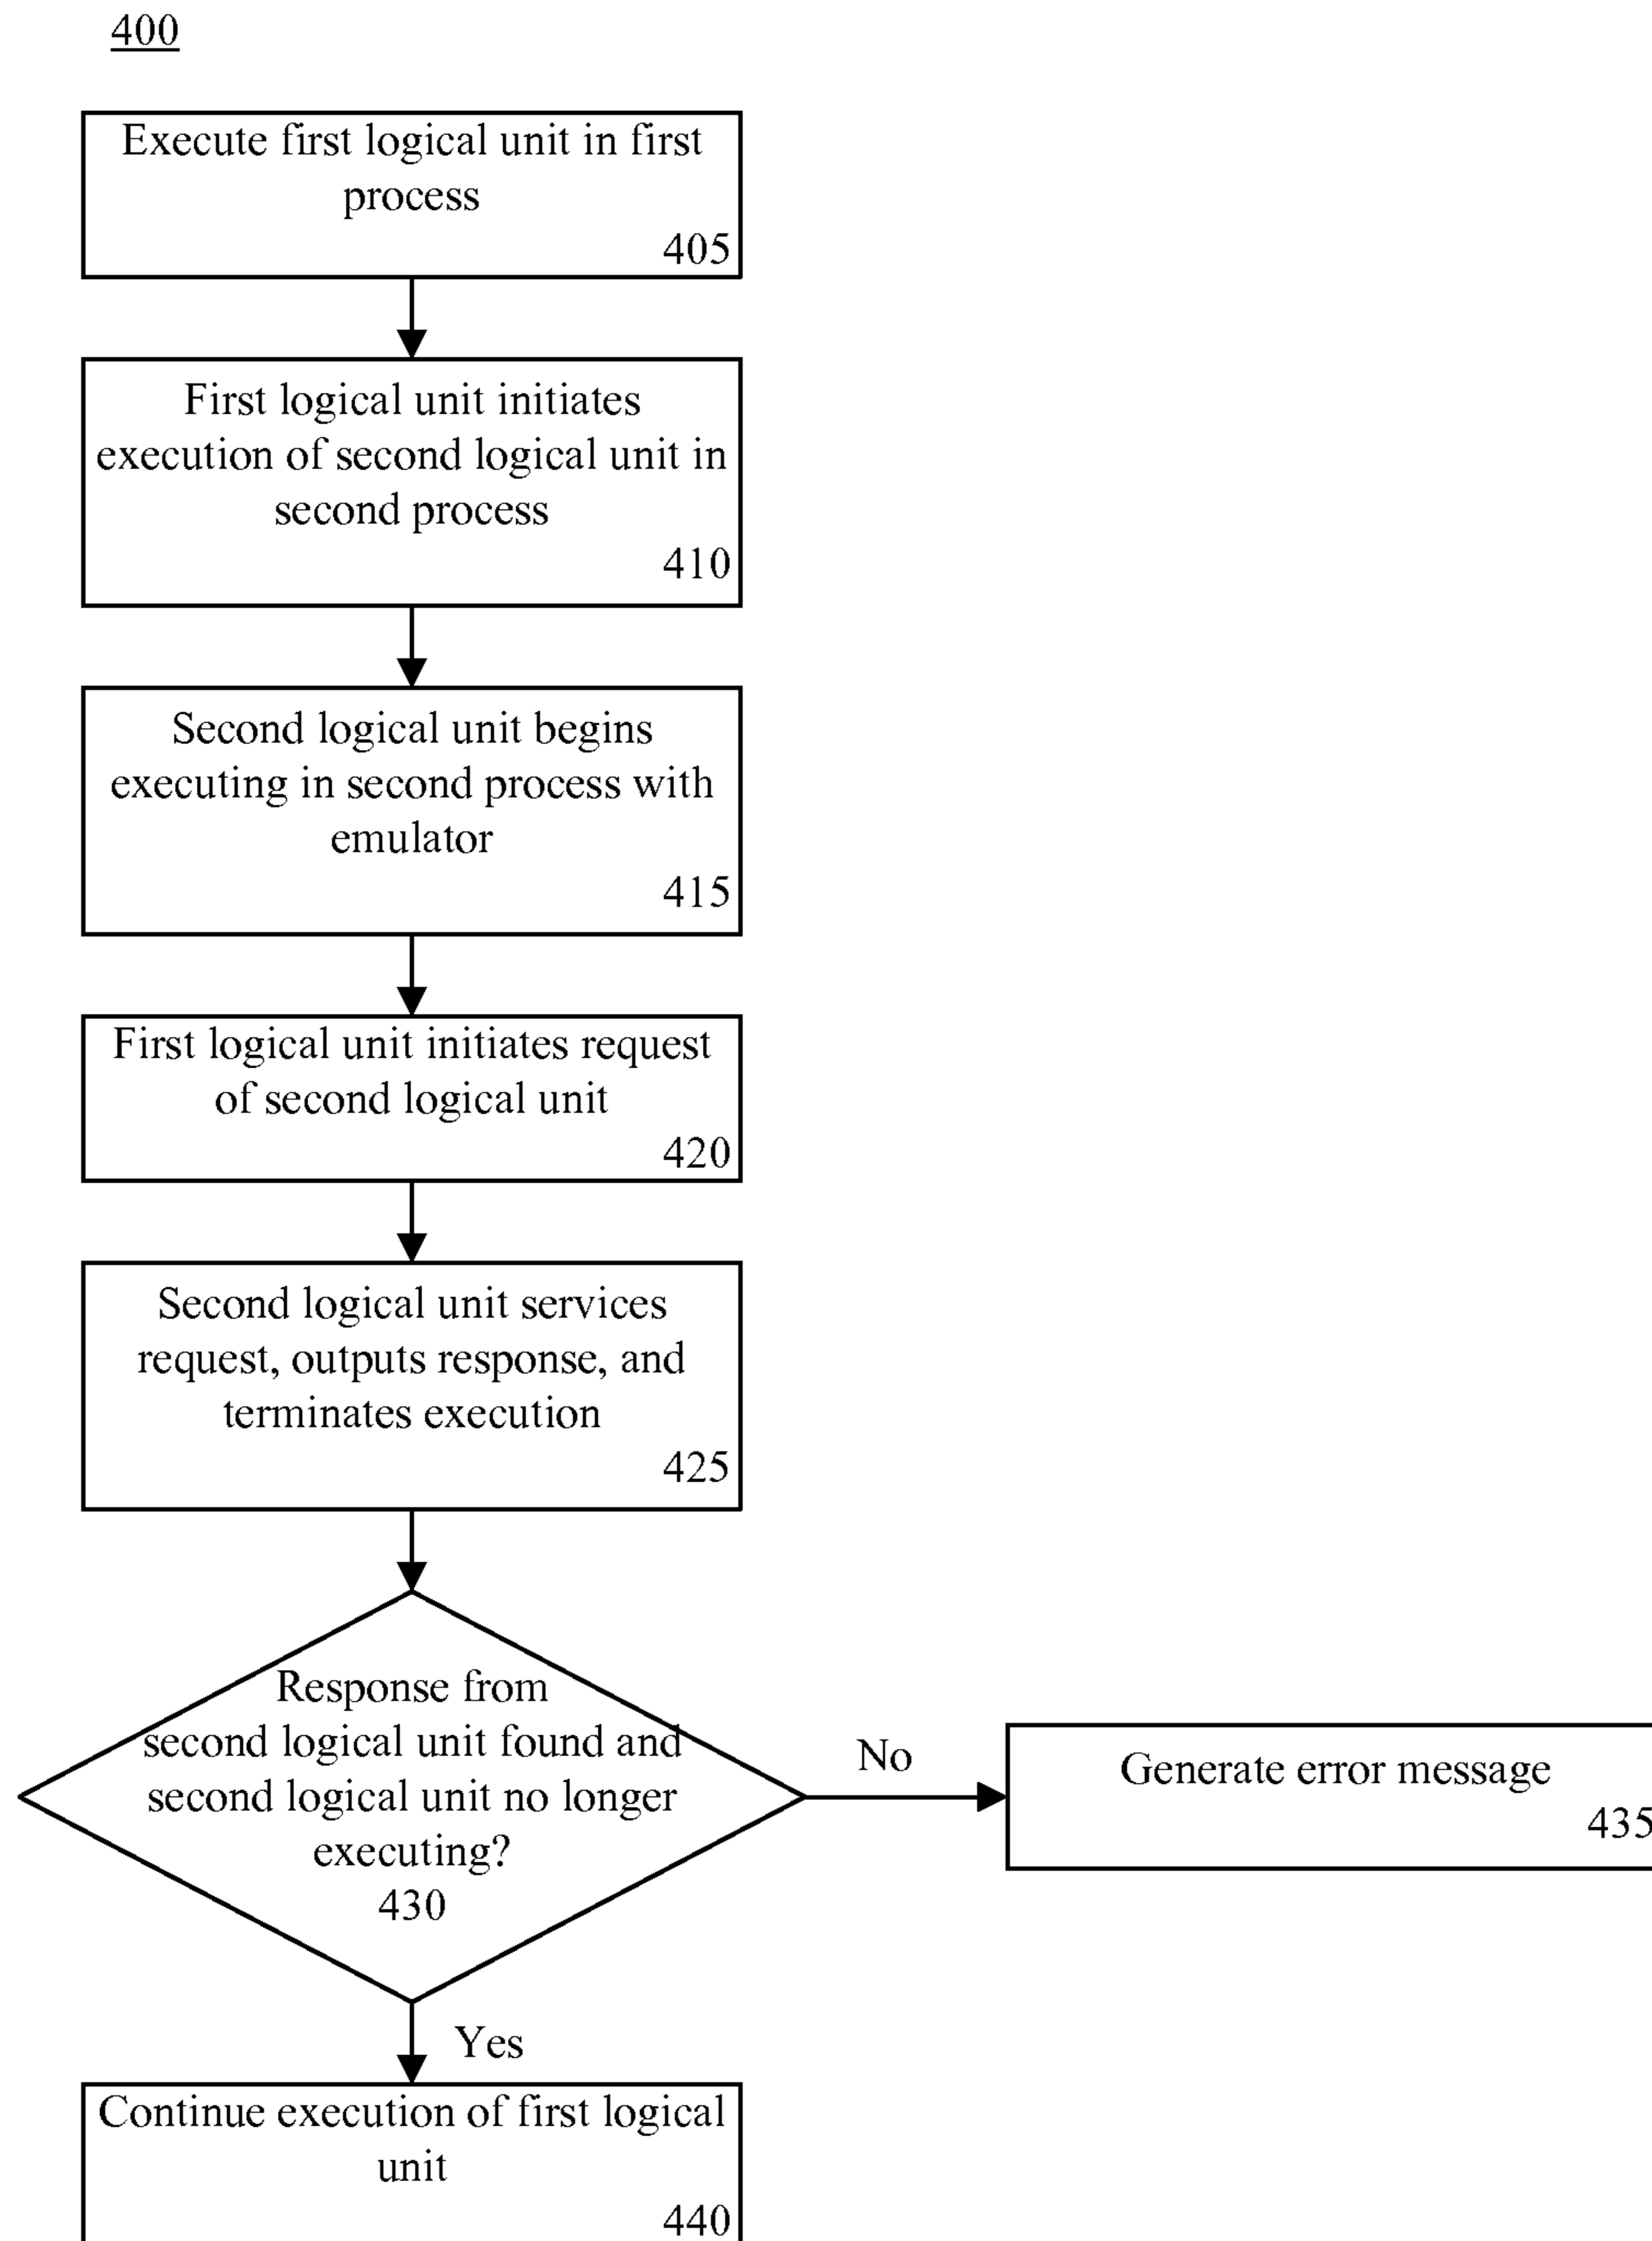 400
Execute first logical unit in first
process
405
First logical unit initiates
execution of second logical unit in
second process
410
Second logical unit begins
executing in second process with
emulator
415
First logical unit initiates request
of second logical unit
420
Second logical unit services
request, outputs response, and
terminates execution
425
Response from
second logical unit found and
second logical unit no longer
executing?
430
No
Generate error message
435
Yes
Continue execution of first logical
unit
440